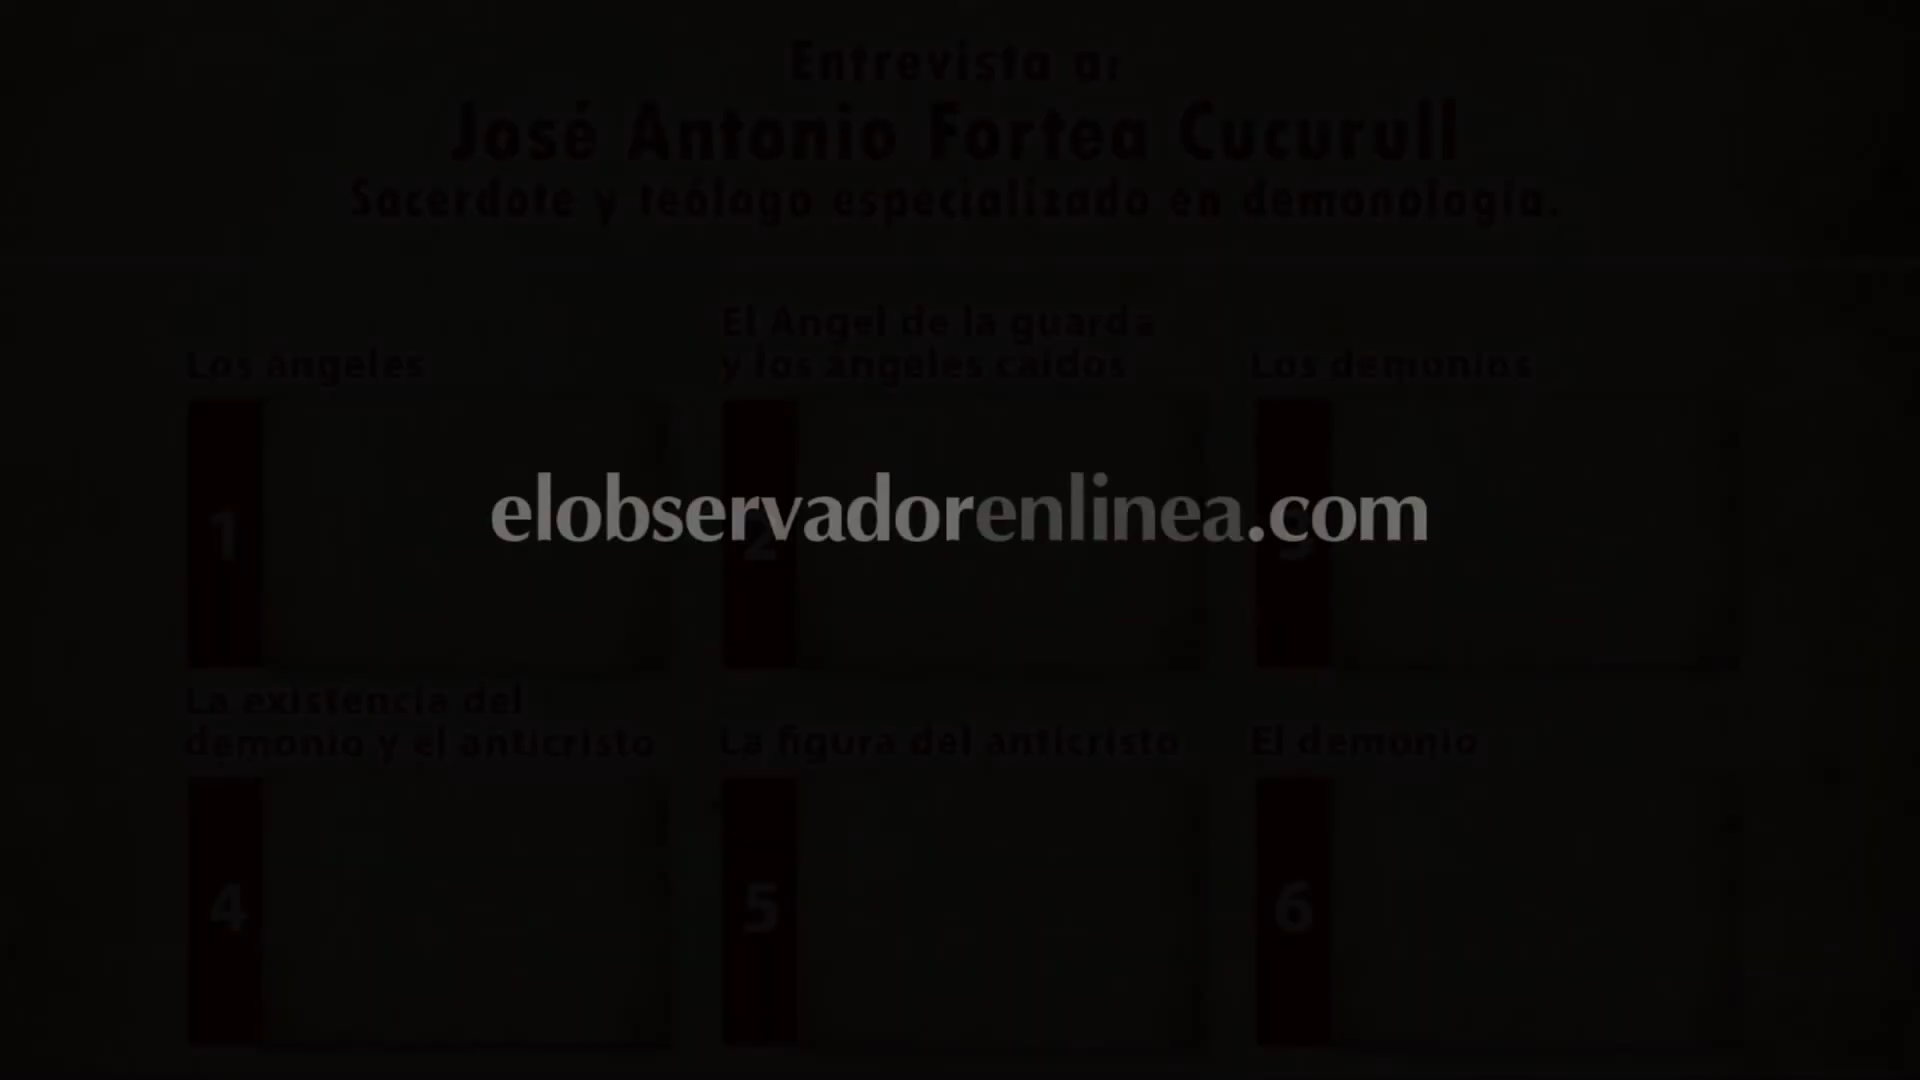 Entrevista a:
José Antonio Fortea Cucurull
Sacerdote y teólogo especializado en demonología.
Los ángeles
El Ángel de la guarda
y los ángeles caídos
Los demonios
1
2
3
elobservadorenlinea.com
La existencia del
demonio y el anticristo
La figura del anticristo
El demonio
4
5
6